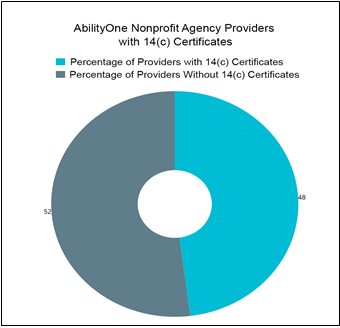 AbilityOne Nonprofit Agency Providers
with 14(c) Certificates
Percentage of Providers with 14(c) Certificates
Percentage of Providers Without 14(c) Certificates
48
52